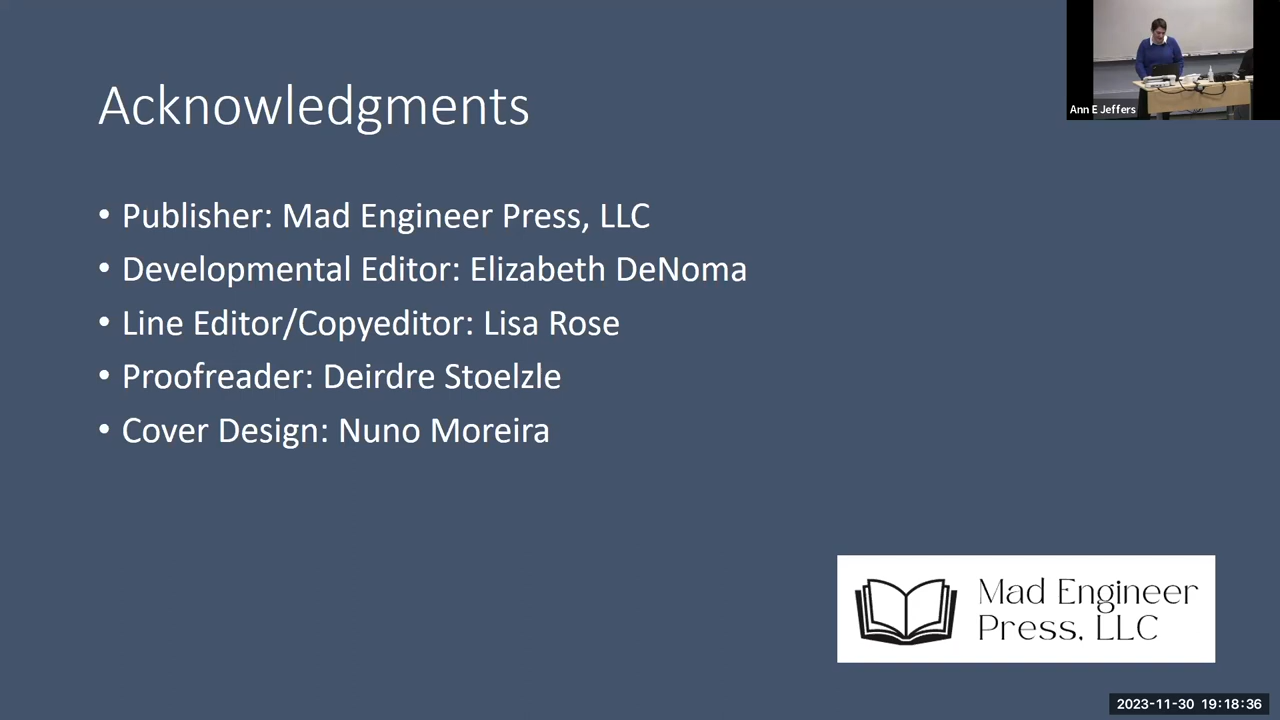 Ann E Jeffers
Acknowledgments
• Publisher: Mad Engineer Press, LLC
• Developmental Editor: Elizabeth DeNoma
• Line Editor/Copyeditor: Lisa Rose
• Proofreader: Deirdre Stoelzle
• Cover Design: Nuno Moreira
Mad Engineer
Press, LLC
2023-11-30 19:18:36